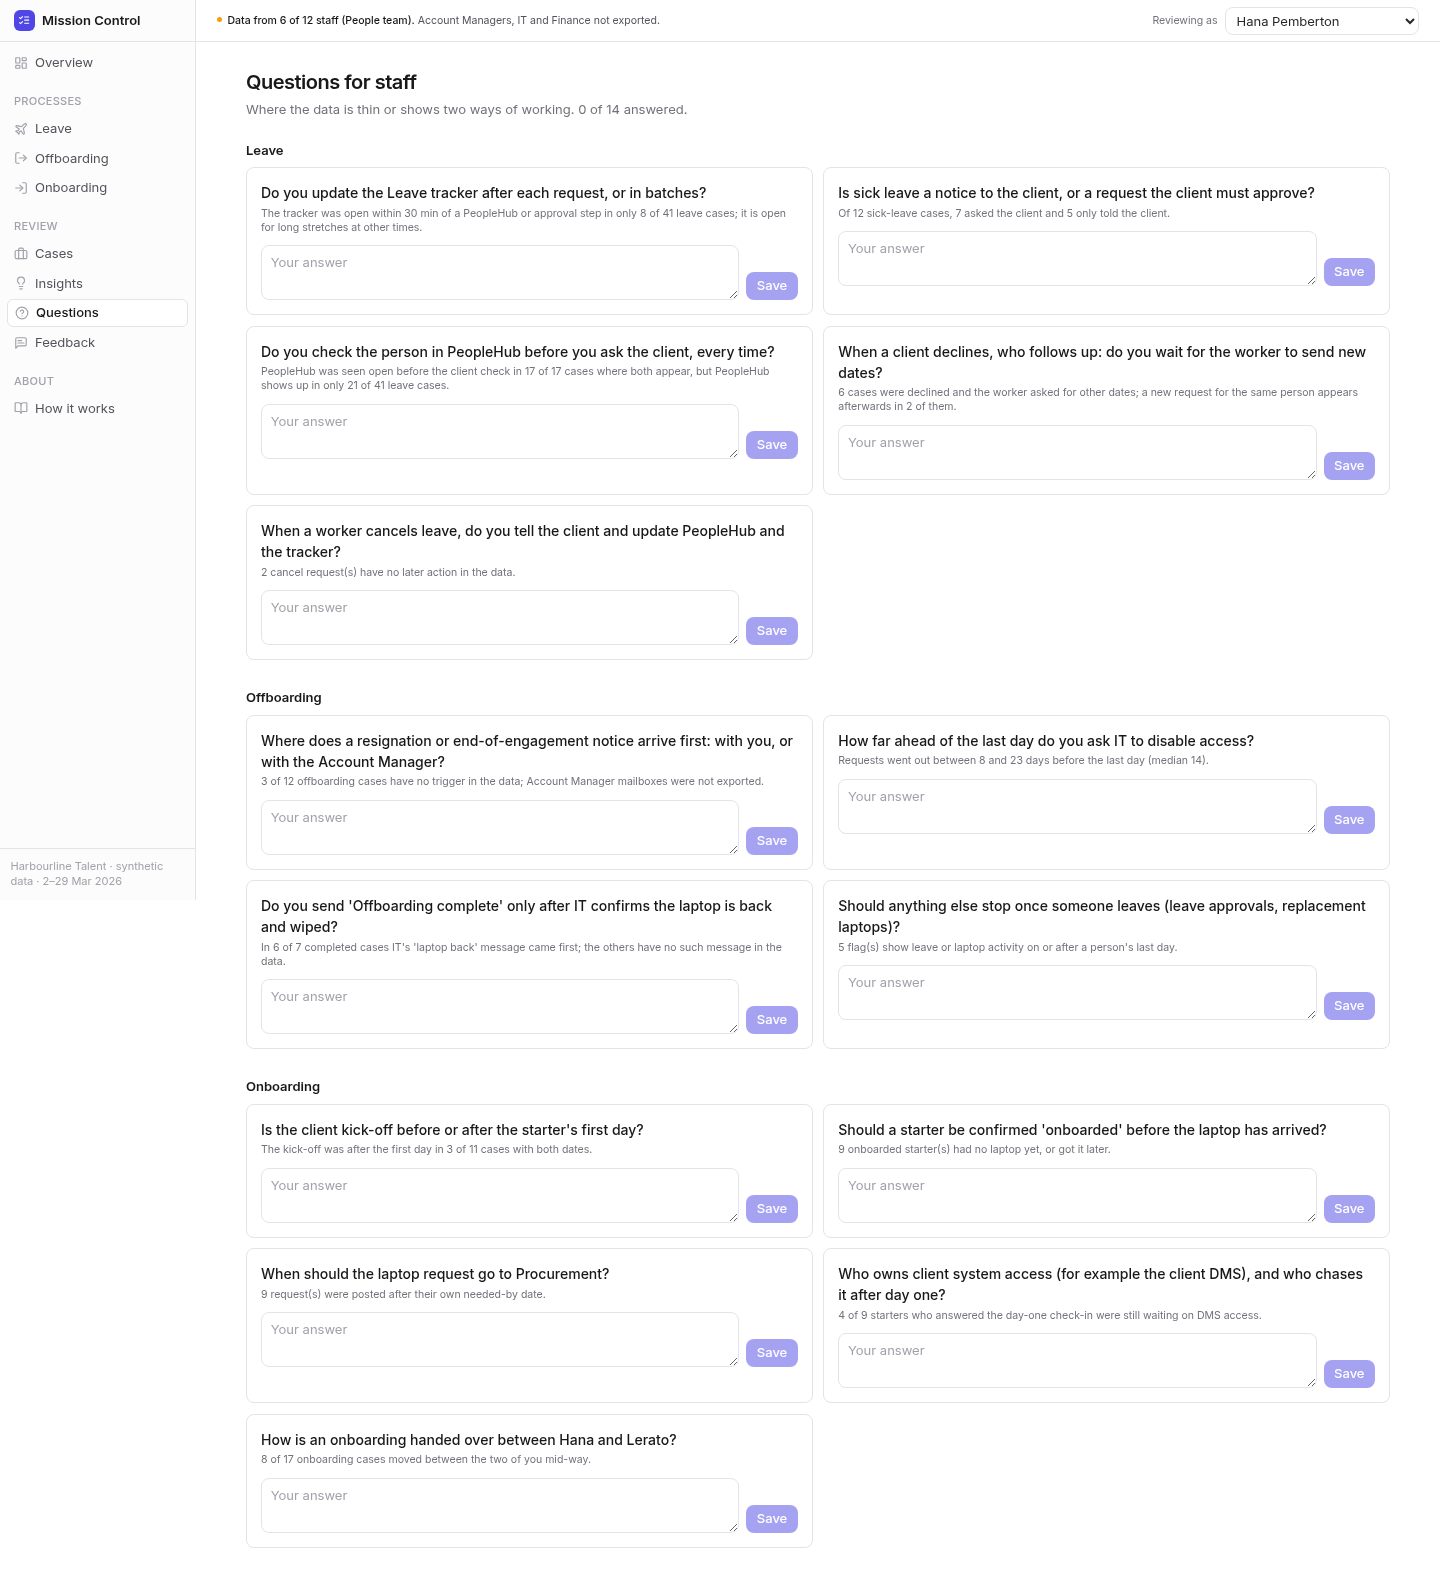 Mission Control
Data from 6 of 12 staff (People team). Account Managers, IT and Finance not exported.
Reviewing as
Hana Pemberton
Overview
PROCESSES
Leave
Offboarding
Onboarding
REVIEW
Cases
Insights
Questions
Feedback
ABOUT
How it works
Harbourline Talent · synthetic
data · 2–29 Mar 2026
Questions for staff
Where the data is thin or shows two ways of working. 0 of 14 answered.
Leave
Do you update the Leave tracker after each request, or in batches?
The tracker was open within 30 min of a PeopleHub or approval step in only 8 of 41 leave cases; it is open
for long stretches at other times.
Your answer
Save
Is sick leave a notice to the client, or a request the client must approve?
Of 12 sick-leave cases, 7 asked the client and 5 only told the client.
Your answer
Save
Do you check the person in PeopleHub before you ask the client, every time?
PeopleHub was seen open before the client check in 17 of 17 cases where both appear, but PeopleHub
shows up in only 21 of 41 leave cases.
Your answer
Save
When a client declines, who follows up: do you wait for the worker to send new
dates?
6 cases were declined and the worker asked for other dates; a new request for the same person appears
afterwards in 2 of them.
Your answer
Save
When a worker cancels leave, do you tell the client and update PeopleHub and
the tracker?
2 cancel request(s) have no later action in the data.
Your answer
Save
Offboarding
Where does a resignation or end-of-engagement notice arrive first: with you, or
with the Account Manager?
3 of 12 offboarding cases have no trigger in the data; Account Manager mailboxes were not exported.
Your answer
Save
How far ahead of the last day do you ask IT to disable access?
Requests went out between 8 and 23 days before the last day (median 14).
Your answer
Save
Do you send 'Offboarding complete' only after IT confirms the laptop is back
and wiped?
In 6 of 7 completed cases IT's 'laptop back' message came first; the others have no such message in the
data.
Your answer
Save
Should anything else stop once someone leaves (leave approvals, replacement
laptops)?
5 flag(s) show leave or laptop activity on or after a person's last day.
Your answer
Save
Onboarding
Is the client kick-off before or after the starter's first day?
The kick-off was after the first day in 3 of 11 cases with both dates.
Your answer
Save
Should a starter be confirmed 'onboarded' before the laptop has arrived?
9 onboarded starter(s) had no laptop yet, or got it later.
Your answer
Save
When should the laptop request go to Procurement?
9 request(s) were posted after their own needed-by date.
Your answer
Save
Who owns client system access (for example the client DMS), and who chases
it after day one?
4 of 9 starters who answered the day-one check-in were still waiting on DMS access.
Your answer
Save
How is an onboarding handed over between Hana and Lerato?
8 of 17 onboarding cases moved between the two of you mid-way.
Your answer
Save